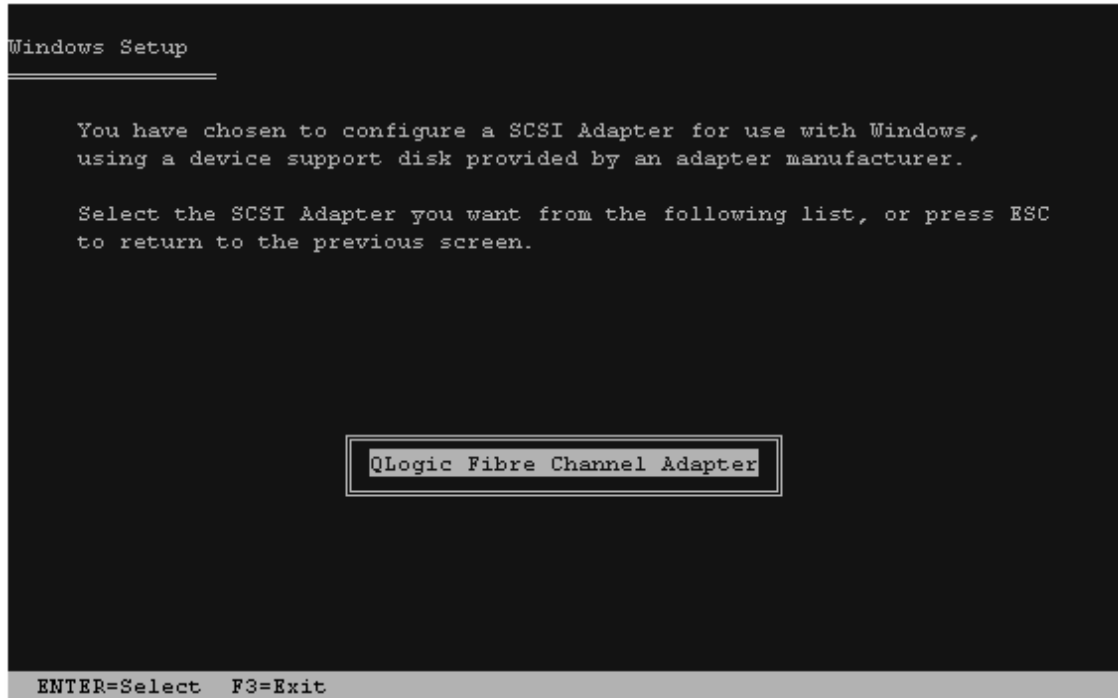 Windows Setup
You have chosen to configure a SCSI Adapter for use with Windows,
using a device support disk provided by an adapter manufacturer.
Select the SCSI Adapter you want from the following list, or press ESC
to return to the previous screen.
QLogic Fibre Channel Adapter
ENTER=Select  F3=Exit